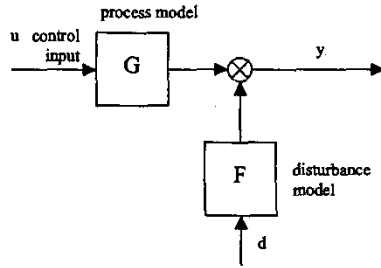 process model
u control
input
G
y
F
disturbance
model
d